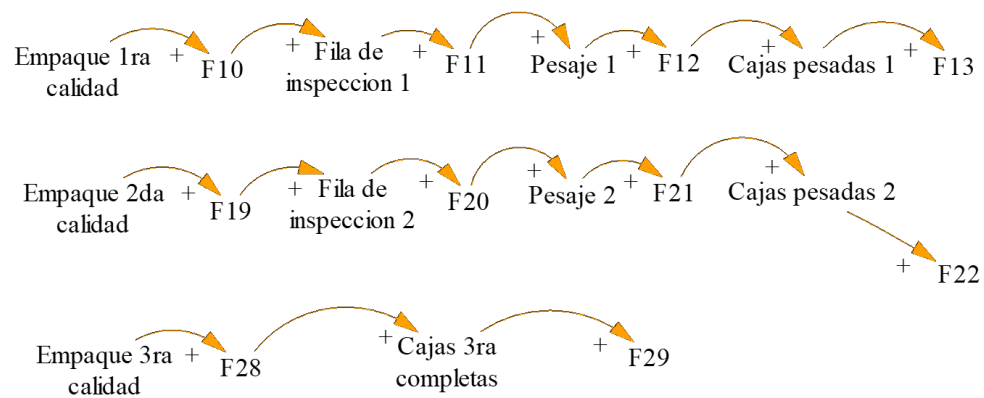 Empaque 1ra
calidad
+
F10
+
Fila de
inspeccion 1
+
F11
+
Pesaje 1
+
F12
+
Cajas pesadas 1
+
F13
Empaque 2da
calidad
+
F19
+
Fila de
inspeccion 2
+
F20
+
Pesaje 2
+
F21
+
Cajas pesadas 2
+
F22
Empaque 3ra
calidad
+
F28
+
Cajas 3ra
completas
+
F29